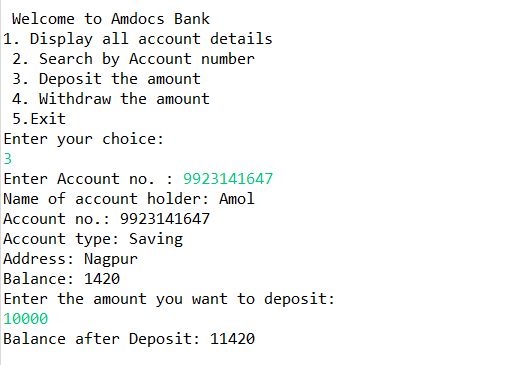 Welcome to Amdocs Bank
1. Display all account details
2. Search by Account number
3. Deposit the amount
4. Withdraw the amount
5.Exit
Enter your choice:
3
Enter Account no. : 9923141647
Name of account holder: Amol
Account no.: 9923141647
Account type: Saving
Address: Nagpur
Balance: 1420
Enter the amount you want to deposit:
10000
Balance after Deposit: 11420